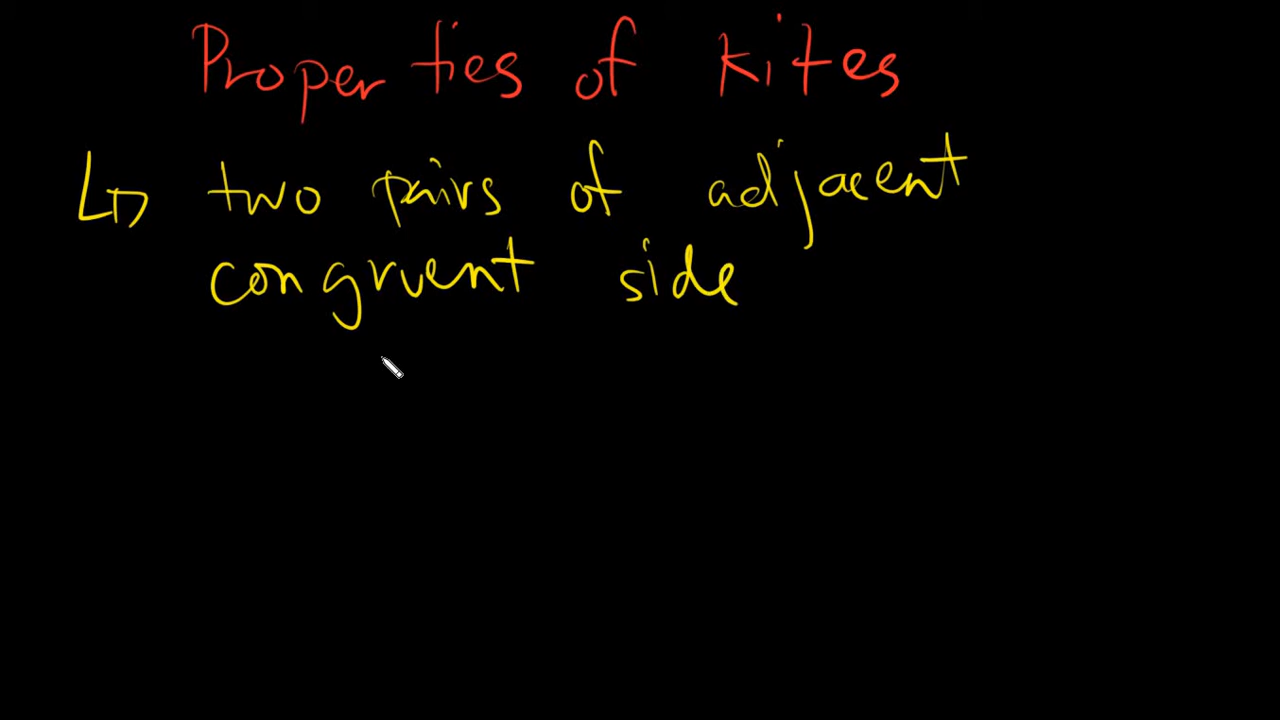 Properties of kites
↳ two pairs of adjacent
congruent side